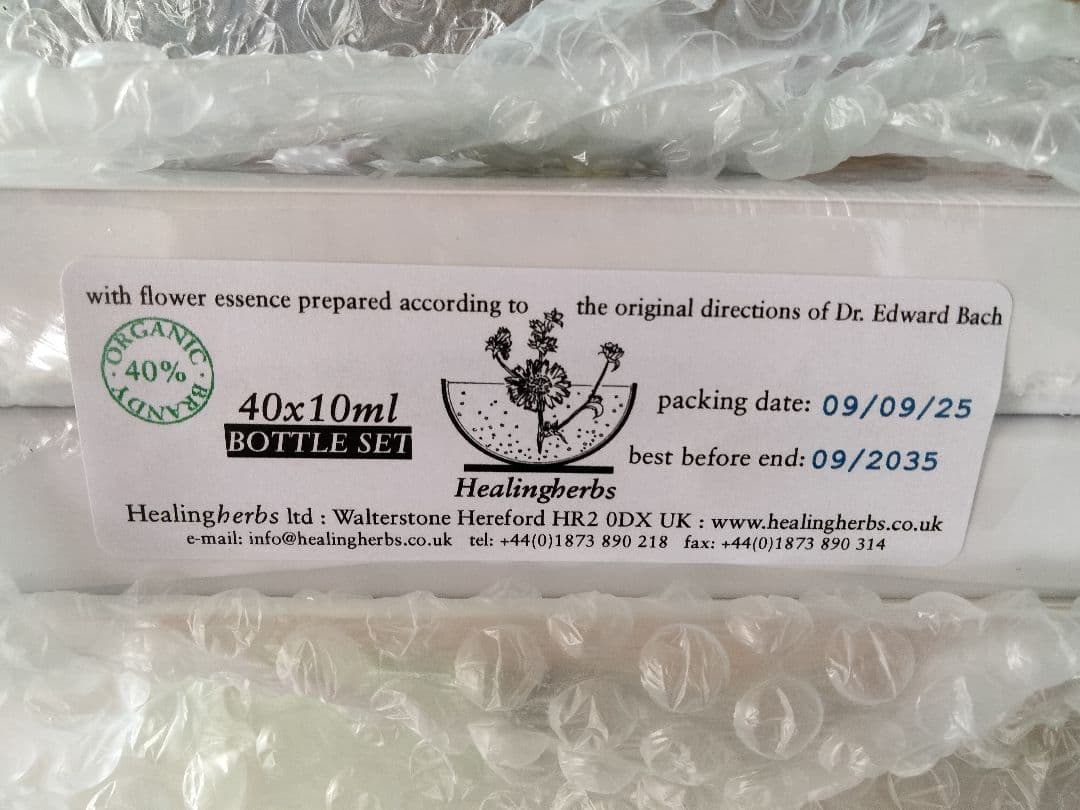 with flower essence prepared according to the original directions of Dr. Edward Bach
ORGANIC
40%
BRANDY
40x10ml
BOTTLE SET
packing date: 09/09/25
best before end: 09/2035
Healingherbs
Healingherbs ltd : Walterstone Hereford HR2 0DX UK : www.healingherbs.co.uk
e-mail: info@healingherbs.co.uk tel: +44(0)1873 890 218 fax: +44(0)1873 890 314